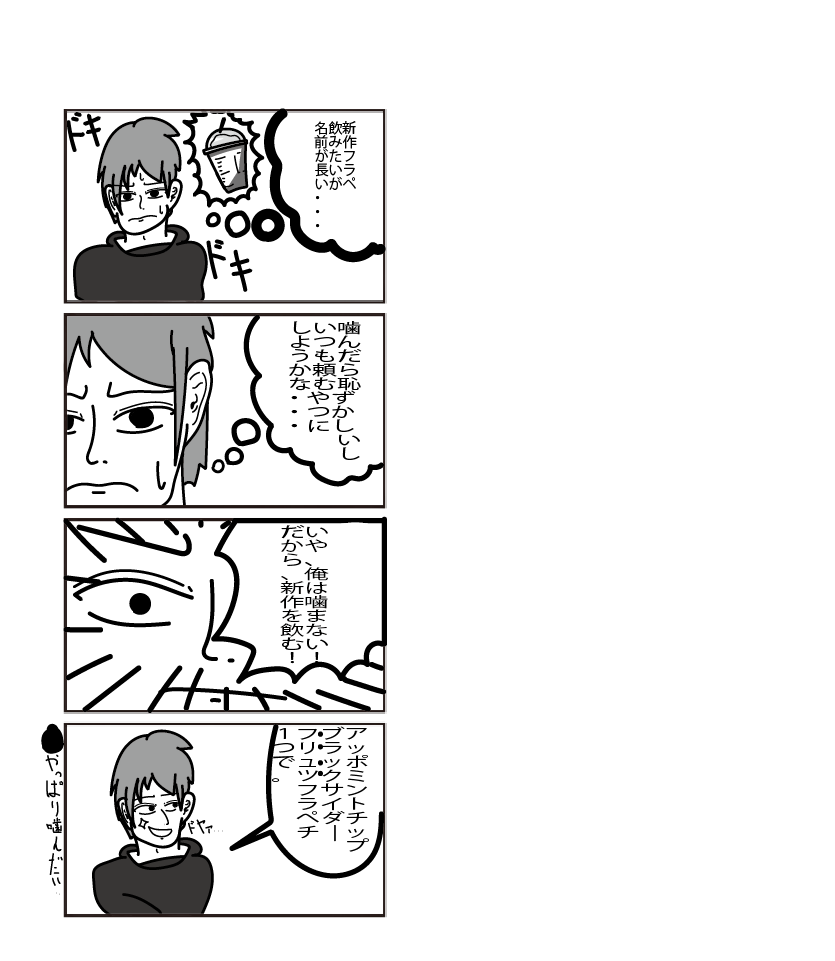 新作フラペ
飲みたいが
名前が長い・・・
ドキ
ドキ
噛んだら恥ずかしいし
いつも頼むやつに
しようかな・・・
いや、俺は噛まない！
だから、新作を飲む！
アッポミントチップ
ブラックサイダー
フリュッフラペチ
1つで。
ドヤァ…
やっぱり噛んだ…